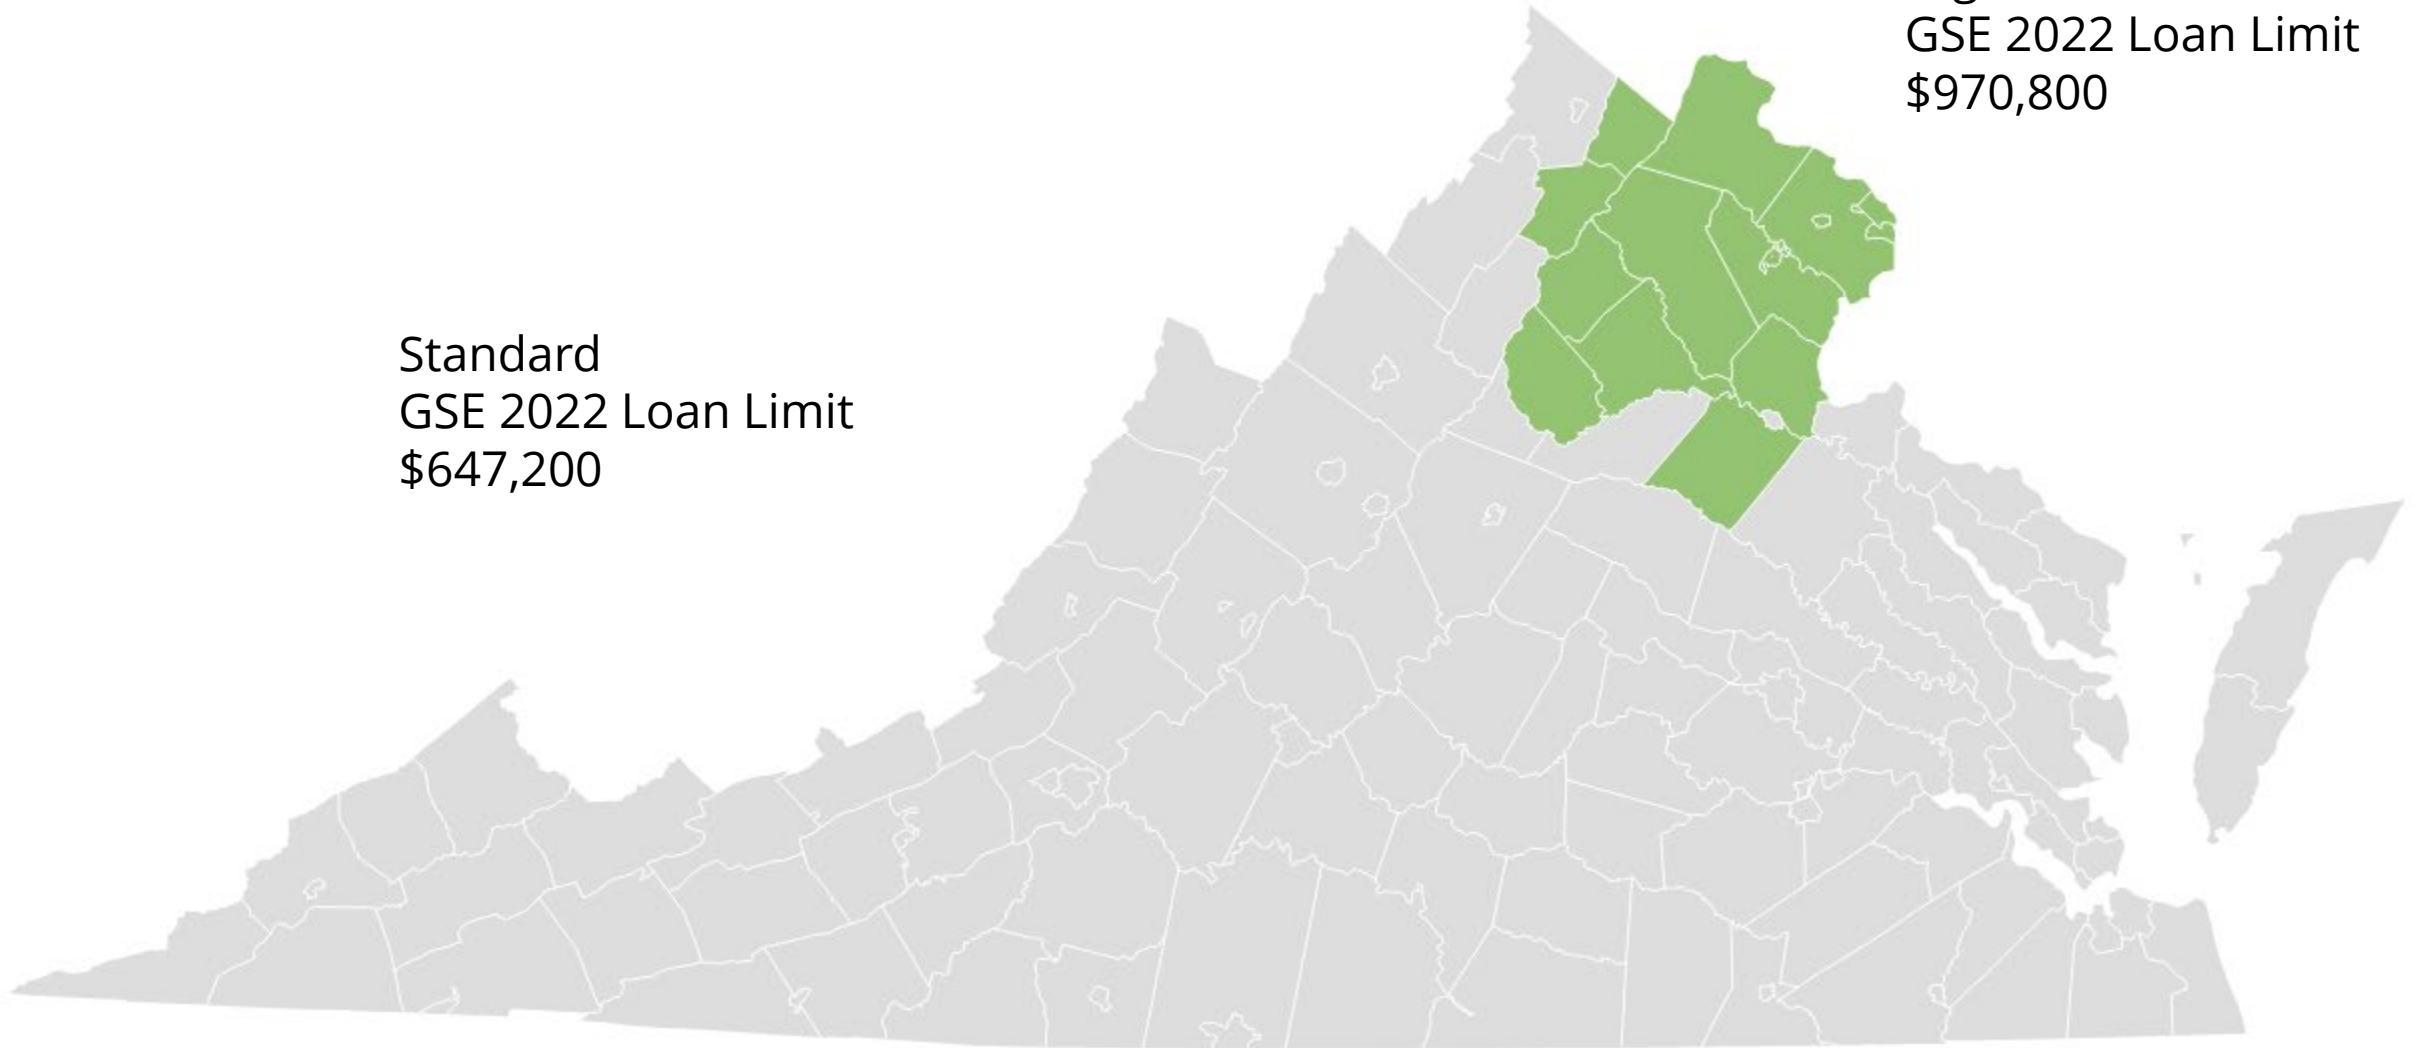 GSE 2022 Loan Limit
$970,800
Standard
GSE 2022 Loan Limit
$647,200